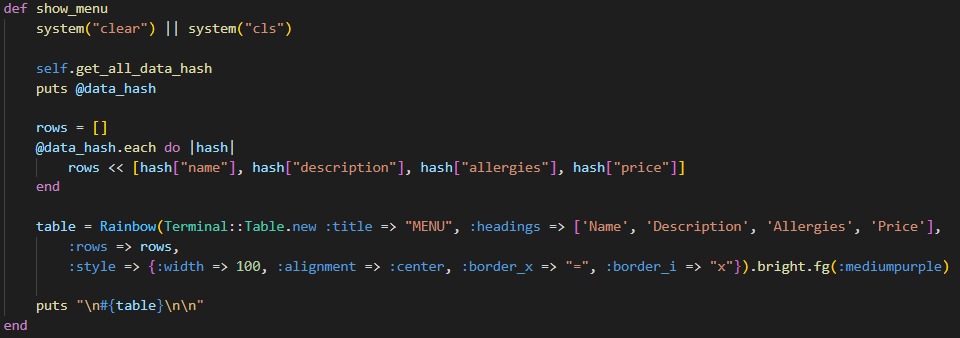 def show_menu
    system("clear") || system("cls")

    self.get_all_data_hash
    puts @data_hash

    rows = []
    @data_hash.each do |hash|
        rows << [hash["name"], hash["description"], hash["allergies"], hash["price"]]
    end

    table = Rainbow(Terminal::Table.new :title => "MENU", :headings => ['Name', 'Description', 'Allergies', 'Price'],
        :rows => rows,
        :style => {:width => 100, :alignment => :center, :border_x => "=", :border_i => "x"}).bright.fg(:mediumpurple)

    puts "\n#{table}\n\n"
end